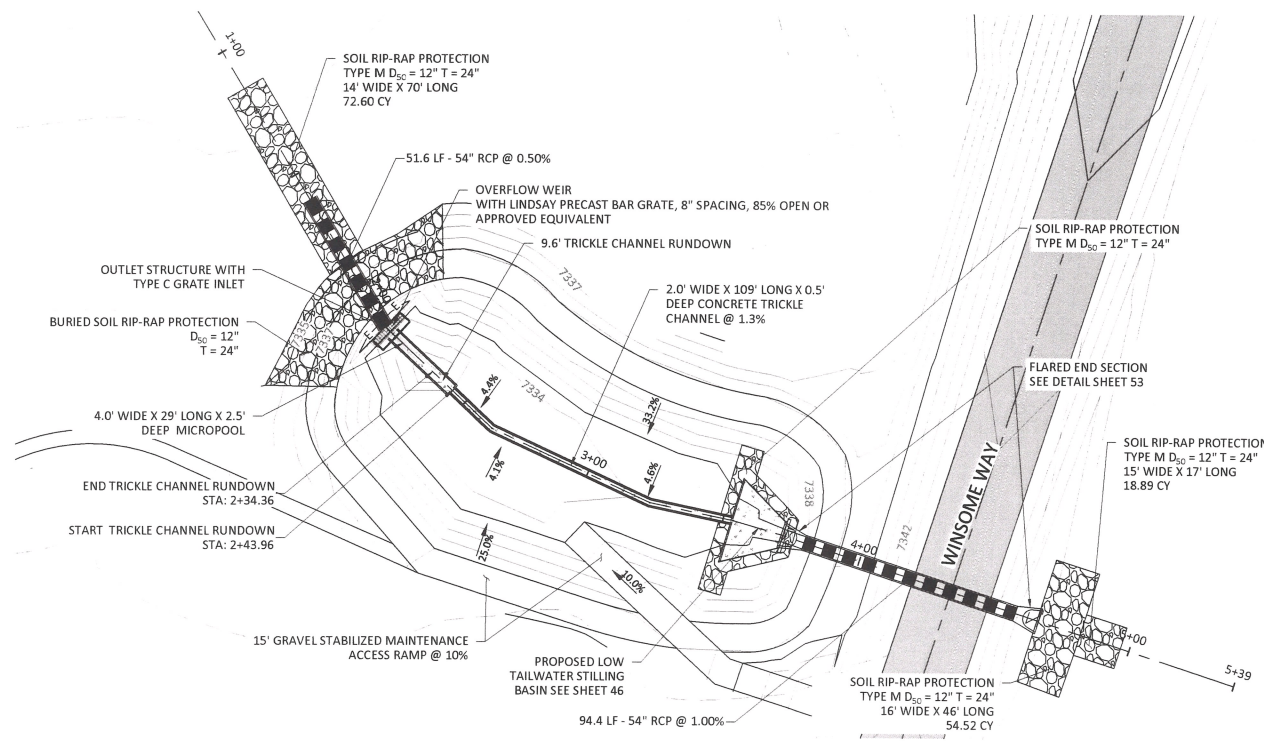 1+00
SOIL RIP-RAP PROTECTION
TYPE M D50 = 12" T = 24"
14' WIDE X 70' LONG
72.60 CY
51.6 LF - 54" RCP @ 0.50%
OVERFLOW WEIR
WITH LINDSAY PRECAST BAR GRATE, 8" SPACING, 85% OPEN OR
APPROVED EQUIVALENT
9.6' TRICKLE CHANNEL RUNDOWN
SOIL RIP-RAP PROTECTION
TYPE M D50 = 12" T = 24"
OUTLET STRUCTURE WITH
TYPE C GRATE INLET
7337
2.0' WIDE X 109' LONG X 0.5'
DEEP CONCRETE TRICKLE
CHANNEL @ 1.3%
BURIED SOIL RIP-RAP PROTECTION
D50 = 12"
T = 24"
7335
7337
FLARED END SECTION
SEE DETAIL SHEET 53
4.4%
7334
33.2%
4.0' WIDE X 29' LONG X 2.5'
DEEP MICROPOOL
SOIL RIP-RAP PROTECTION
TYPE M D50 = 12" T = 24"
15' WIDE X 17' LONG
18.89 CY
4.1%
3+00
4.6%
7338
WINSOME WAY
END TRICKLE CHANNEL RUNDOWN
STA: 2+34.36
START TRICKLE CHANNEL RUNDOWN
STA: 2+43.96
25.0%
4+00
7342
10.0%
15' GRAVEL STABILIZED MAINTENANCE
ACCESS RAMP @ 10%
PROPOSED LOW
TAILWATER STILLING
BASIN SEE SHEET 46
+00
5+39
SOIL RIP-RAP PROTECTION
TYPE M D50 = 12" T = 24"
16' WIDE X 46' LONG
54.52 CY
94.4 LF - 54" RCP @ 1.00%